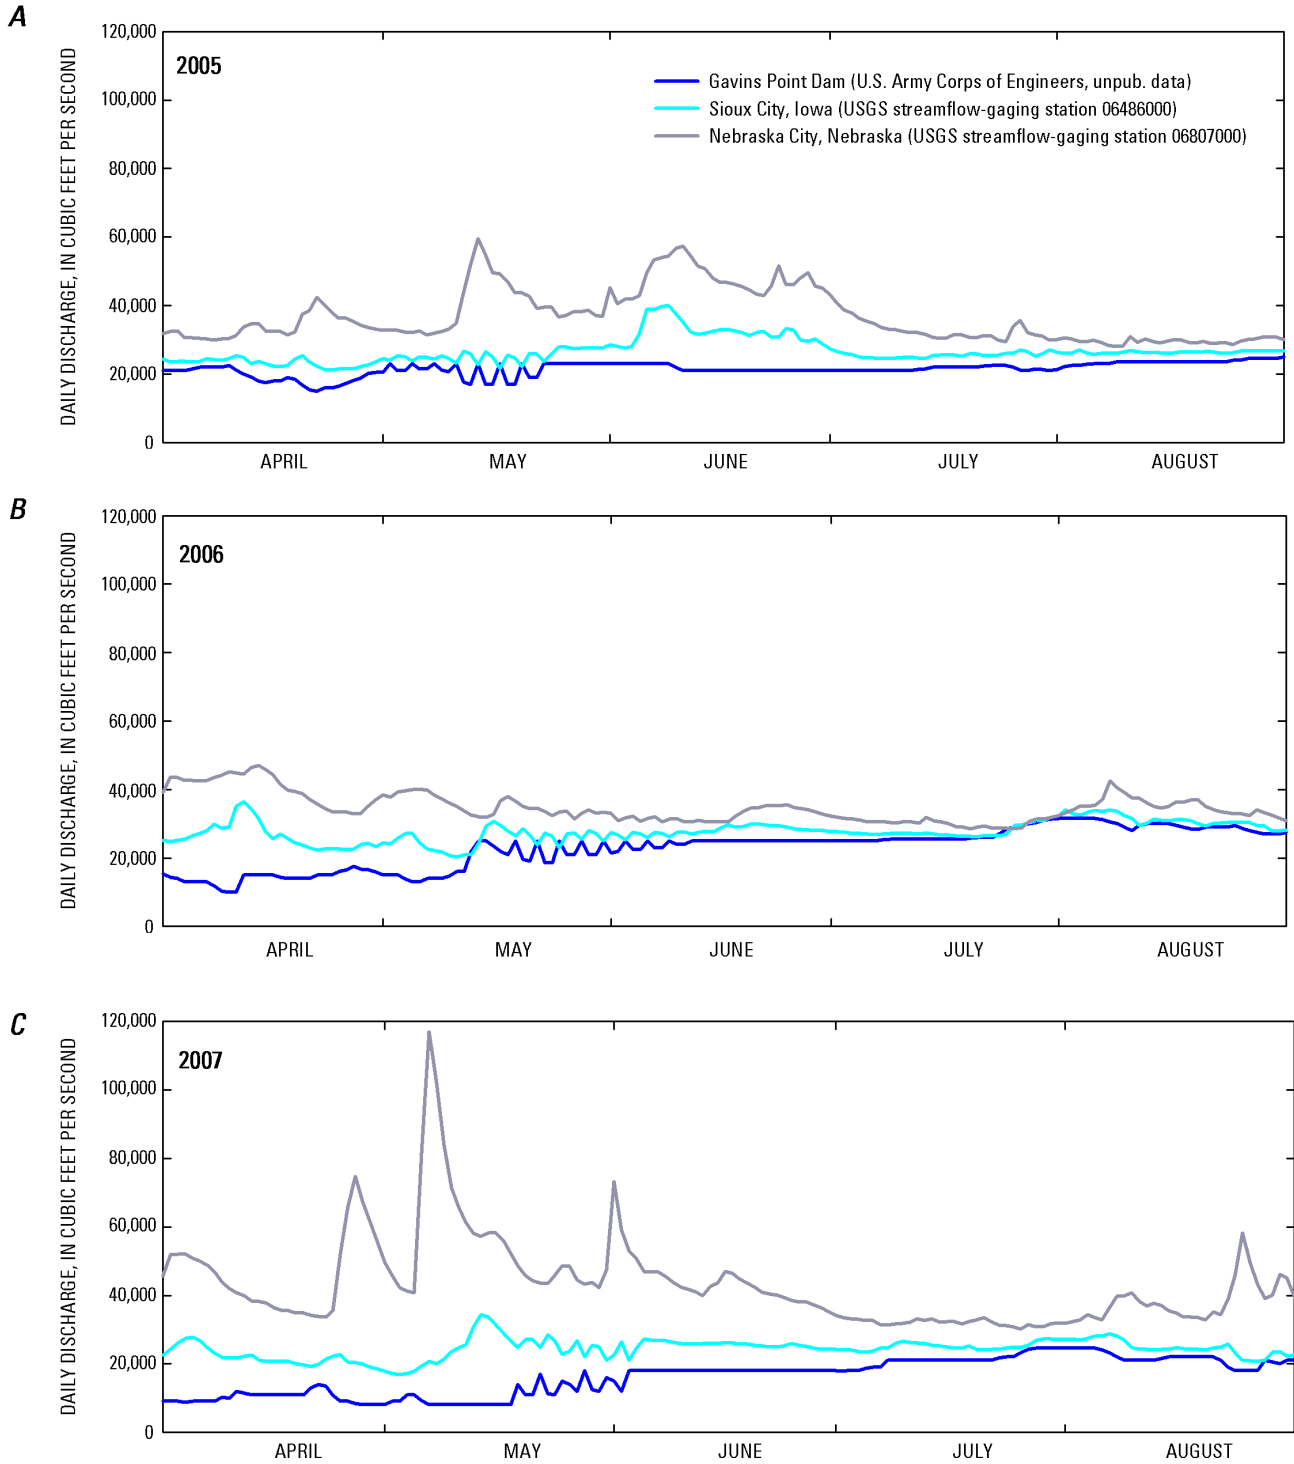 A
DAILY DISCHARGE, IN CUBIC FEET PER SECOND
120,000
100,000
80,000
60,000
40,000
20,000
0
2005
Gavins Point Dam (U.S. Army Corps of Engineers, unpub. data)
Sioux City, Iowa (USGS streamflow-gaging station 06486000)
Nebraska City, Nebraska (USGS streamflow-gaging station 06807000)
APRIL MAY JUNE JULY AUGUST
B
DAILY DISCHARGE, IN CUBIC FEET PER SECOND
120,000
100,000
80,000
60,000
40,000
20,000
0
2006
APRIL MAY JUNE JULY AUGUST
C
DAILY DISCHARGE, IN CUBIC FEET PER SECOND
120,000
100,000
80,000
60,000
40,000
20,000
0
2007
APRIL MAY JUNE JULY AUGUST